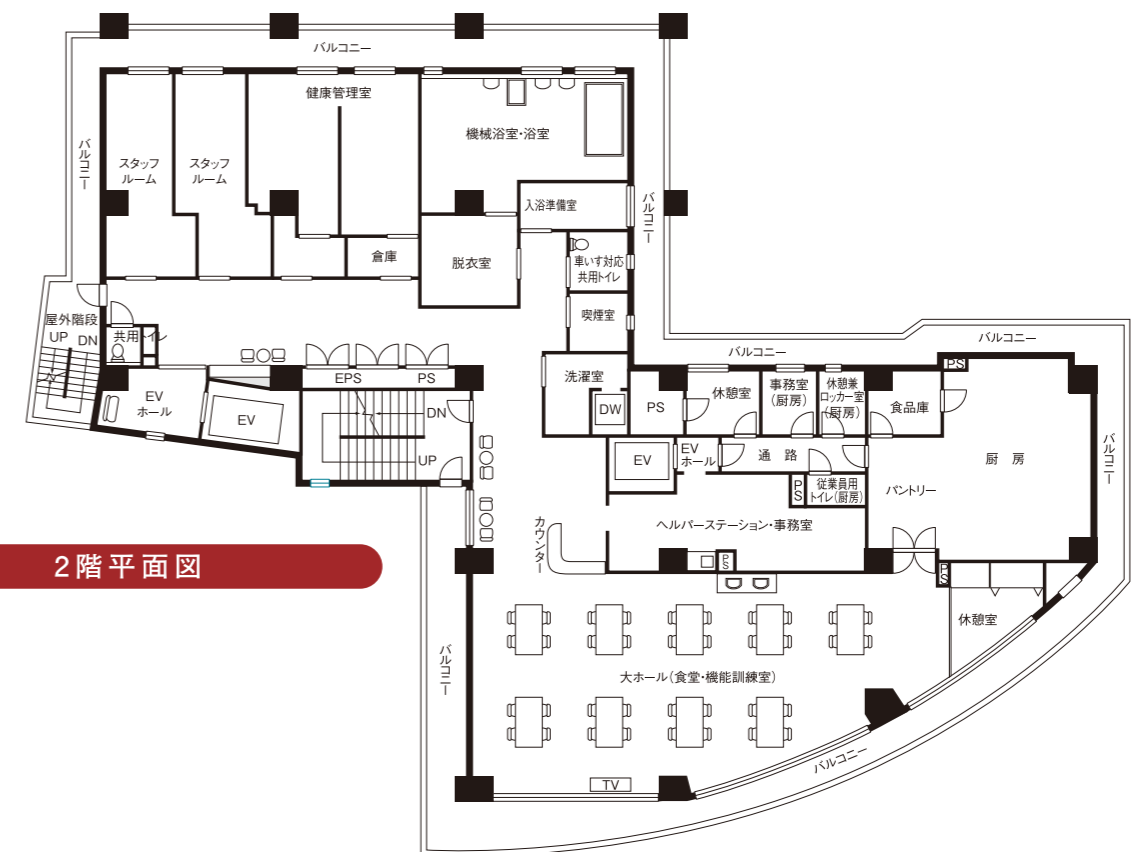 バルコニー
健康管理室
機械浴室・浴室
バルコニー
スタッフ
ルーム
スタッフ
ルーム
入浴準備室
バルコニー
倉庫
脱衣室
車いす対応
共用トイレ
屋外階段
UP DN
共用トイレ
喫煙室
EPS
PS
洗濯室
DW
PS
バルコニー
バルコニー
PS
休憩室
事務室
(厨房)
休憩兼
ロッカー室
(厨房)
食品庫
EV
ホール
EV
DN
UP
EV
EV
ホール
通路
厨房
バルコニー
PS
従業員用
トイレ(厨房)
パントリー
カウンター
ヘルパーステーション・事務室
PS
PS
2階平面図
休憩室
バルコニー
大ホール(食堂・機能訓練室)
バルコニー
TV